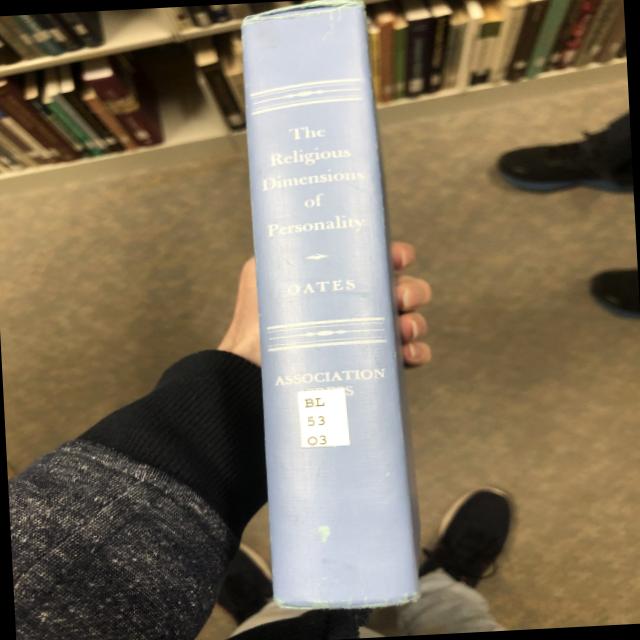 The
Religious
Dimensions
of
Personality
OATES
ASSOCIATION
BL
53
O3